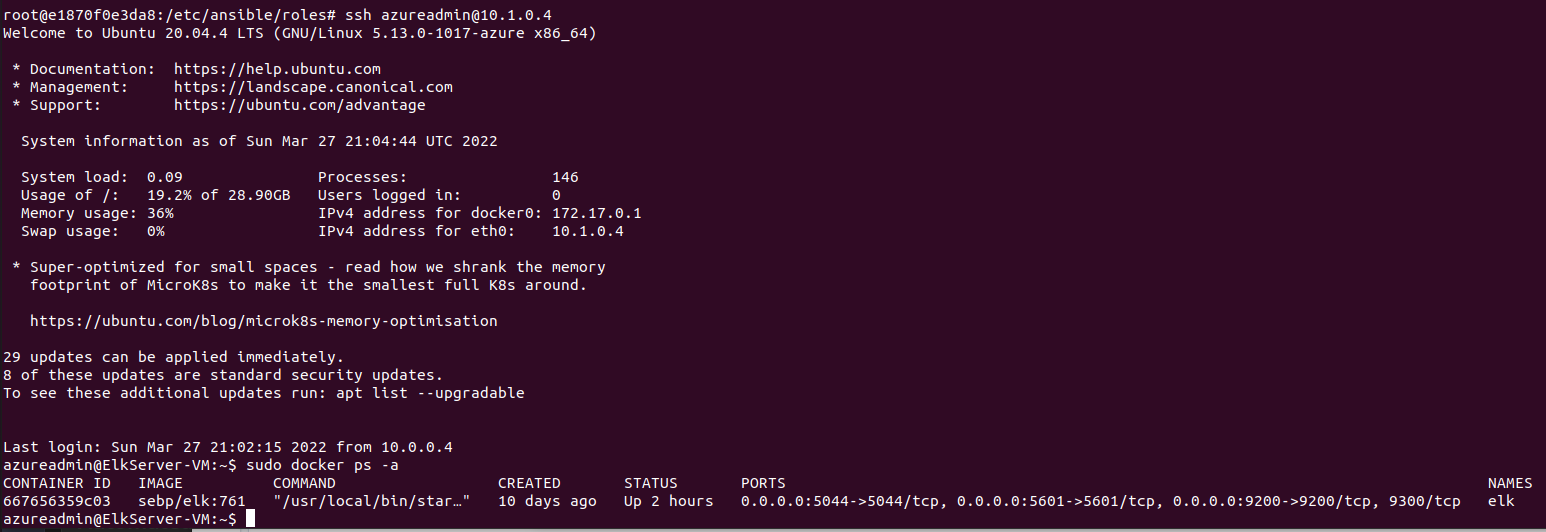 root@e1870f0e3da8:/etc/ansible/roles# ssh azureadmin@10.1.0.4
Welcome to Ubuntu 20.04.4 LTS (GNU/Linux 5.13.0-1017-azure x86_64)

 * Documentation:  https://help.ubuntu.com
 * Management:     https://landscape.canonical.com
 * Support:        https://ubuntu.com/advantage

  System information as of Sun Mar 27 21:04:44 UTC 2022

  System load:  0.09               Processes:                146
  Usage of /:   19.2% of 28.90GB   Users logged in:          0
  Memory usage: 36%                IPv4 address for docker0: 172.17.0.1
  Swap usage:   0%                 IPv4 address for eth0:    10.1.0.4

 * Super-optimized for small spaces - read how we shrank the memory
   footprint of MicroK8s to make it the smallest full K8s around.

   https://ubuntu.com/blog/microk8s-memory-optimisation

29 updates can be applied immediately.
8 of these updates are standard security updates.
To see these additional updates run: apt list --upgradable


Last login: Sun Mar 27 21:02:15 2022 from 10.0.0.4
azureadmin@ElkServer-VM:~$ sudo docker ps -a
CONTAINER ID   IMAGE          COMMAND                  CREATED       STATUS       PORTS                                                                              NAMES
667656359c03   sebp/elk:761   "/usr/local/bin/star…"   10 days ago   Up 2 hours   0.0.0.0:5044->5044/tcp, 0.0.0.0:5601->5601/tcp, 0.0.0.0:9200->9200/tcp, 9300/tcp   elk
azureadmin@ElkServer-VM:~$